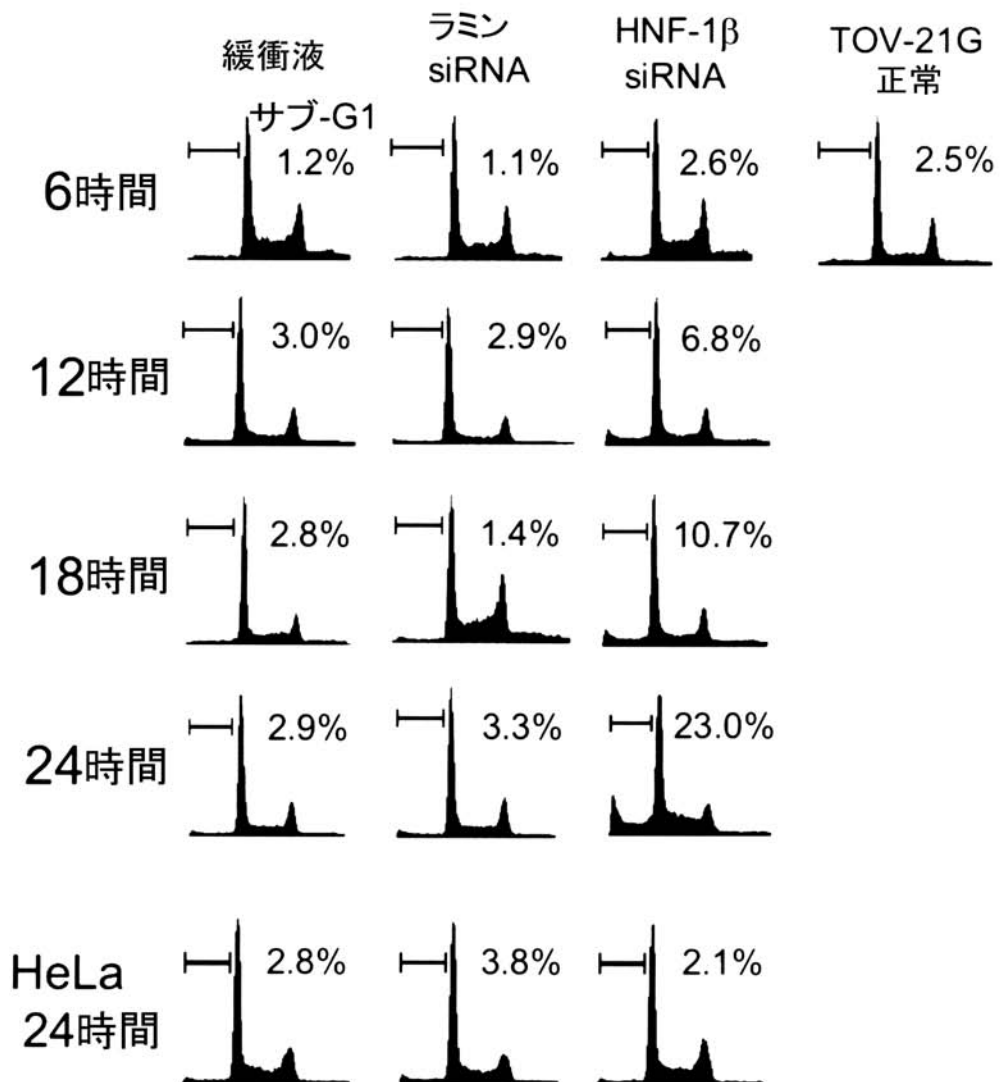 緩衝液
ラミン
siRNA
HNF-1β
siRNA
TOV-21G
正常
サブ-G1
6時間
1.2%
1.1%
2.6%
2.5%
12時間
3.0%
2.9%
6.8%
18時間
2.8%
1.4%
10.7%
24時間
2.9%
3.3%
23.0%
HeLa
24時間
2.8%
3.8%
2.1%